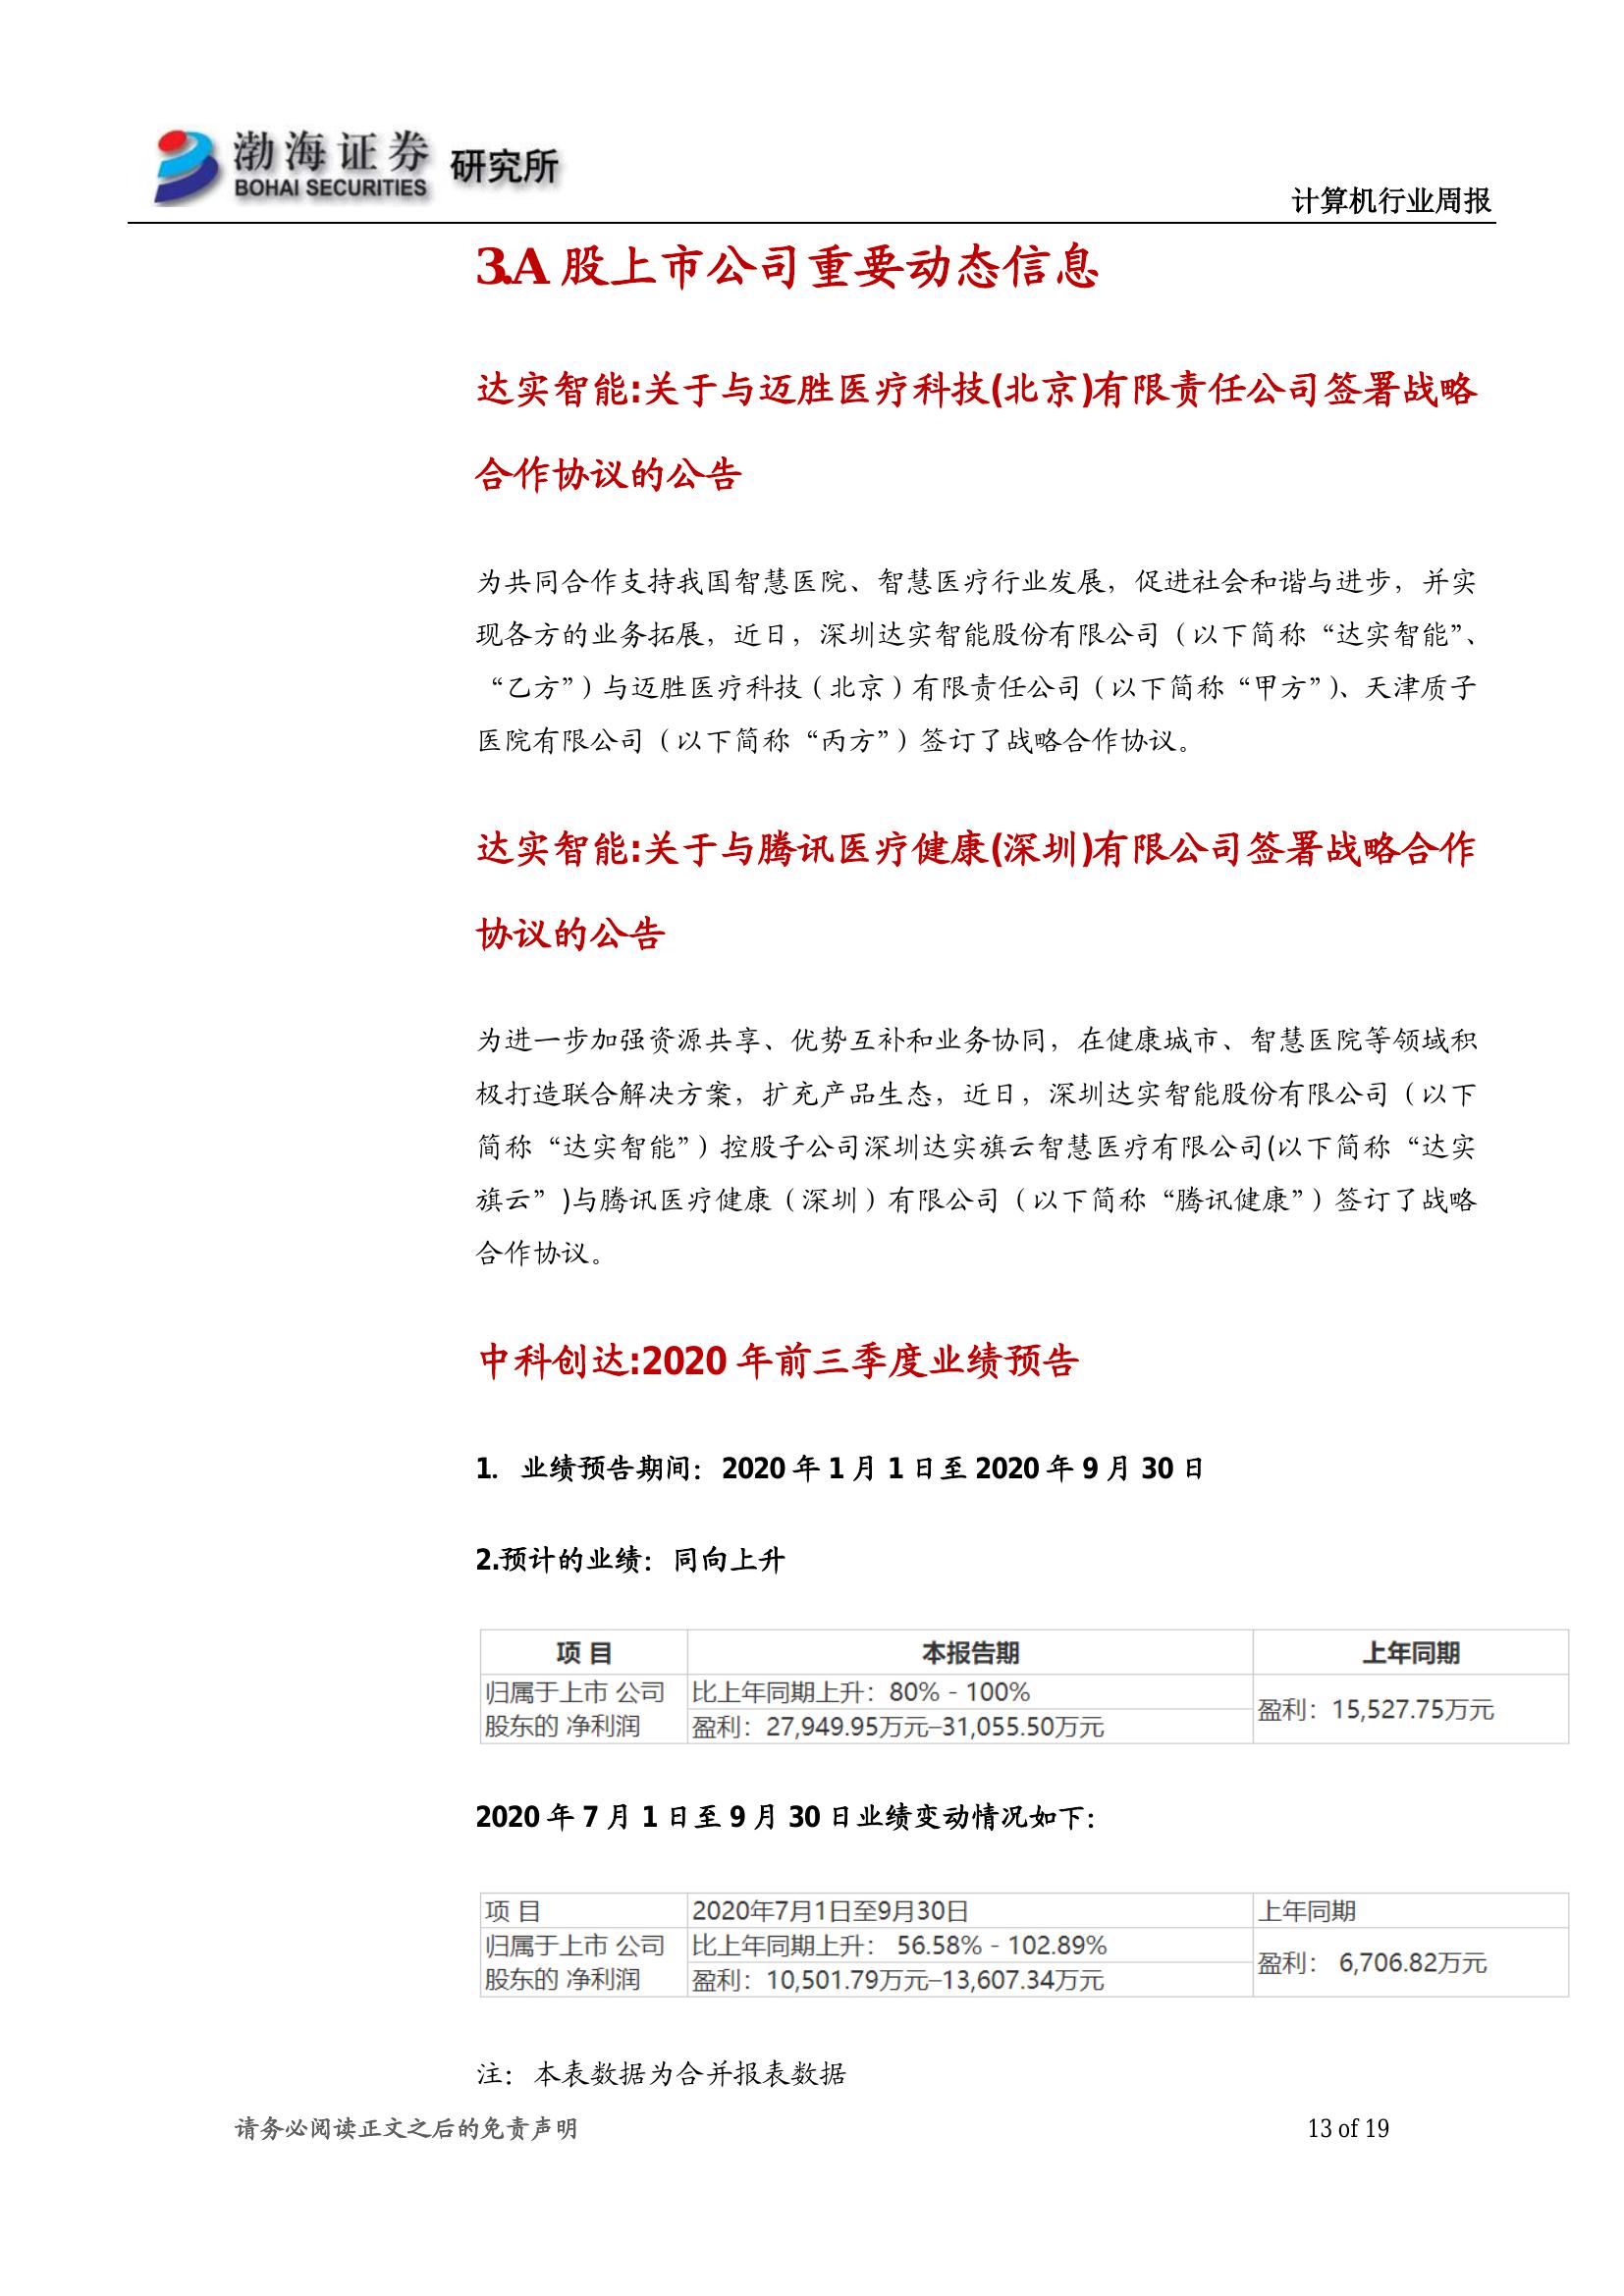 渤海证券 研究所
BOHAI SECURITIES
计算机行业周报
3.A 股上市公司重要动态信息
达实智能:关于与迈胜医疗科技(北京)有限责任公司签署战略
合作协议的公告
为共同合作支持我国智慧医院、智慧医疗行业发展，促进社会和谐与进步，并实
现各方的业务拓展，近日，深圳达实智能股份有限公司（以下简称“达实智能”、
“乙方”）与迈胜医疗科技（北京）有限责任公司（以下简称“甲方”）、天津质子
医院有限公司（以下简称“丙方”）签订了战略合作协议。
达实智能:关于与腾讯医疗健康(深圳)有限公司签署战略合作
协议的公告
为进一步加强资源共享、优势互补和业务协同，在健康城市、智慧医院等领域积
极打造联合解决方案，扩充产品生态，近日，深圳达实智能股份有限公司（以下
简称“达实智能”）控股子公司深圳达实旗云智慧医疗有限公司(以下简称“达实
旗云” )与腾讯医疗健康（深圳）有限公司（以下简称“腾讯健康”）签订了战略
合作协议。
中科创达:2020 年前三季度业绩预告
1. 业绩预告期间：2020 年 1 月 1 日至 2020 年 9 月 30 日
2.预计的业绩：同向上升
项 目 本报告期 上年同期
归属于上市 公司 比上年同期上升：80% - 100%
股东的 净利润 盈利：27,949.95万元–31,055.50万元 盈利：15,527.75万元
2020 年 7 月 1 日至 9 月 30 日业绩变动情况如下：
项 目 2020年7月1日至9月30日 上年同期
归属于上市 公司 比上年同期上升： 56.58% - 102.89%
股东的 净利润 盈利：10,501.79万元–13,607.34万元 盈利： 6,706.82万元
注：本表数据为合并报表数据
请务必阅读正文之后的免责声明 13 of 19